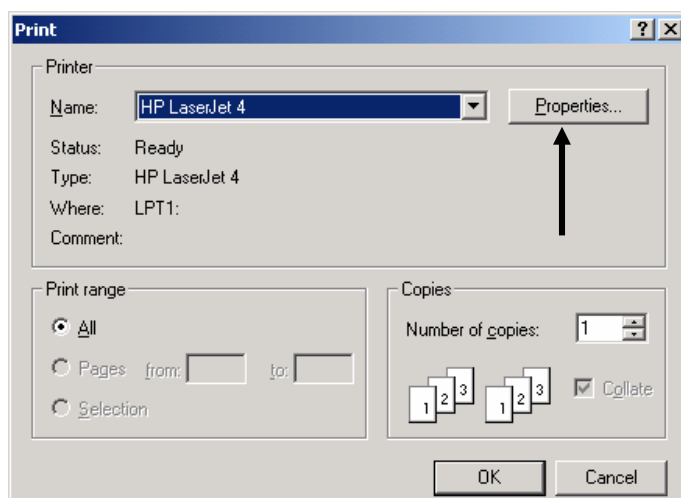 Print
Printer
Name: HP LaserJet 4 Properties...
Status: Ready
Type: HP LaserJet 4
Where: LPT1:
Comment:
Print range
All
Pages from: to:
Selection
Copies
Number of copies: 1
1 2 3 1 2 3 Collate
OK Cancel